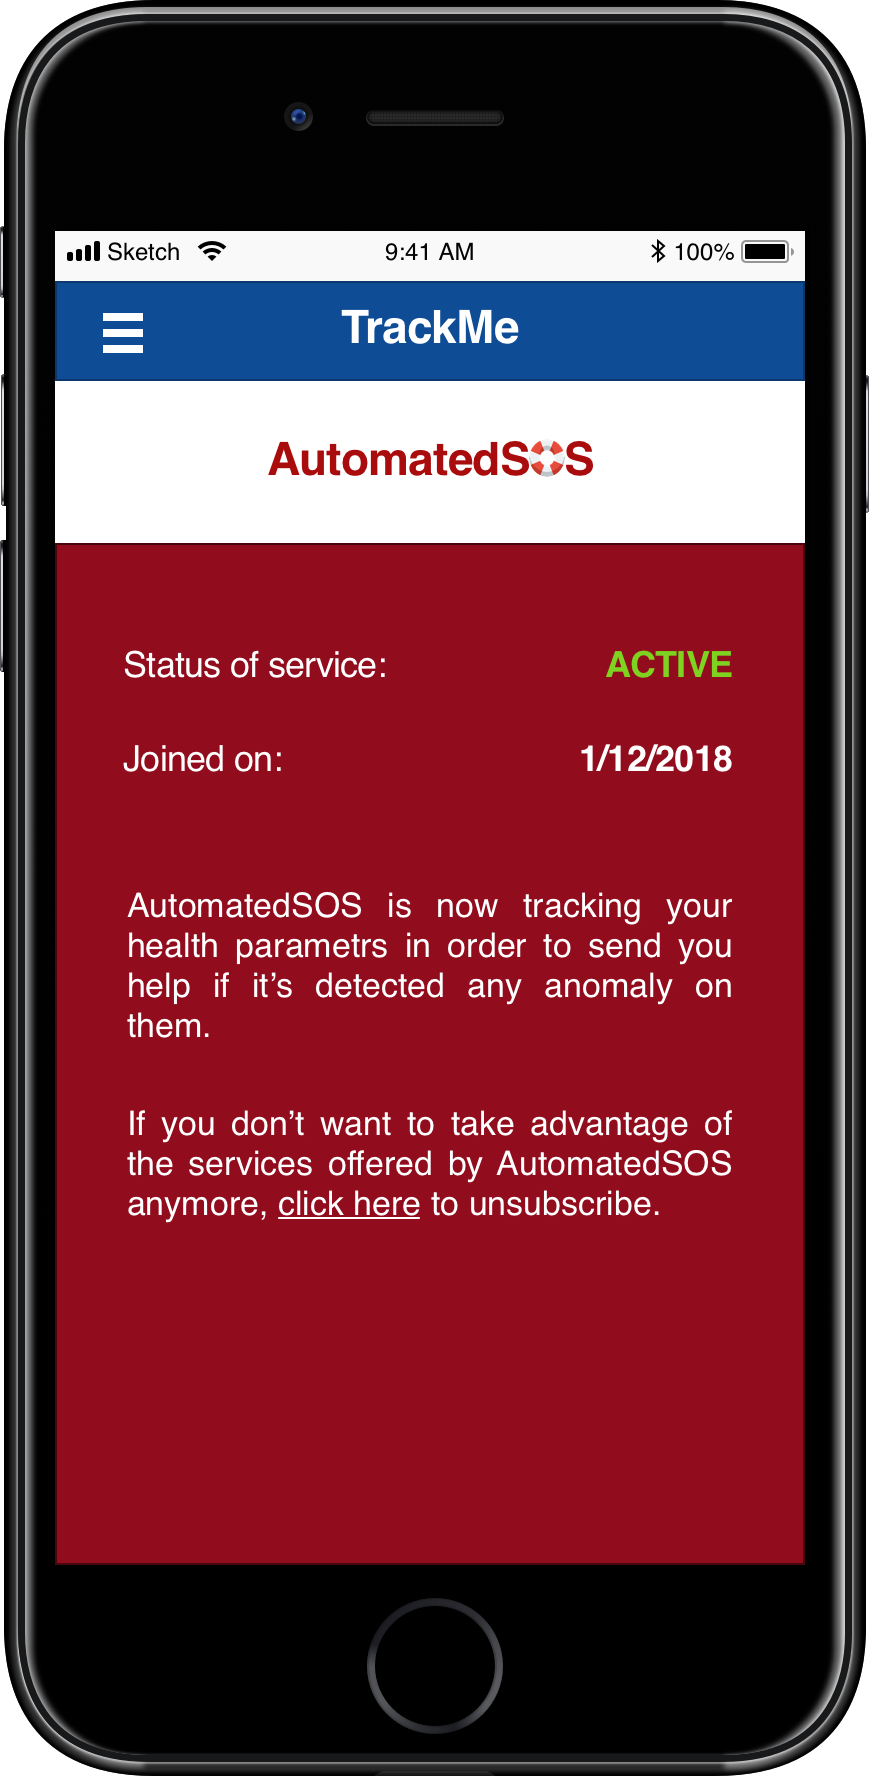 Sketch 9:41 AM 100%
TrackMe
AutomatedSOS
Status of service: ACTIVE
Joined on: 1/12/2018
AutomatedSOS is now tracking your
health parametrs in order to send you
help if it’s detected any anomaly on
them.
If you don’t want to take advantage of
the services offered by AutomatedSOS
anymore, click here to unsubscribe.